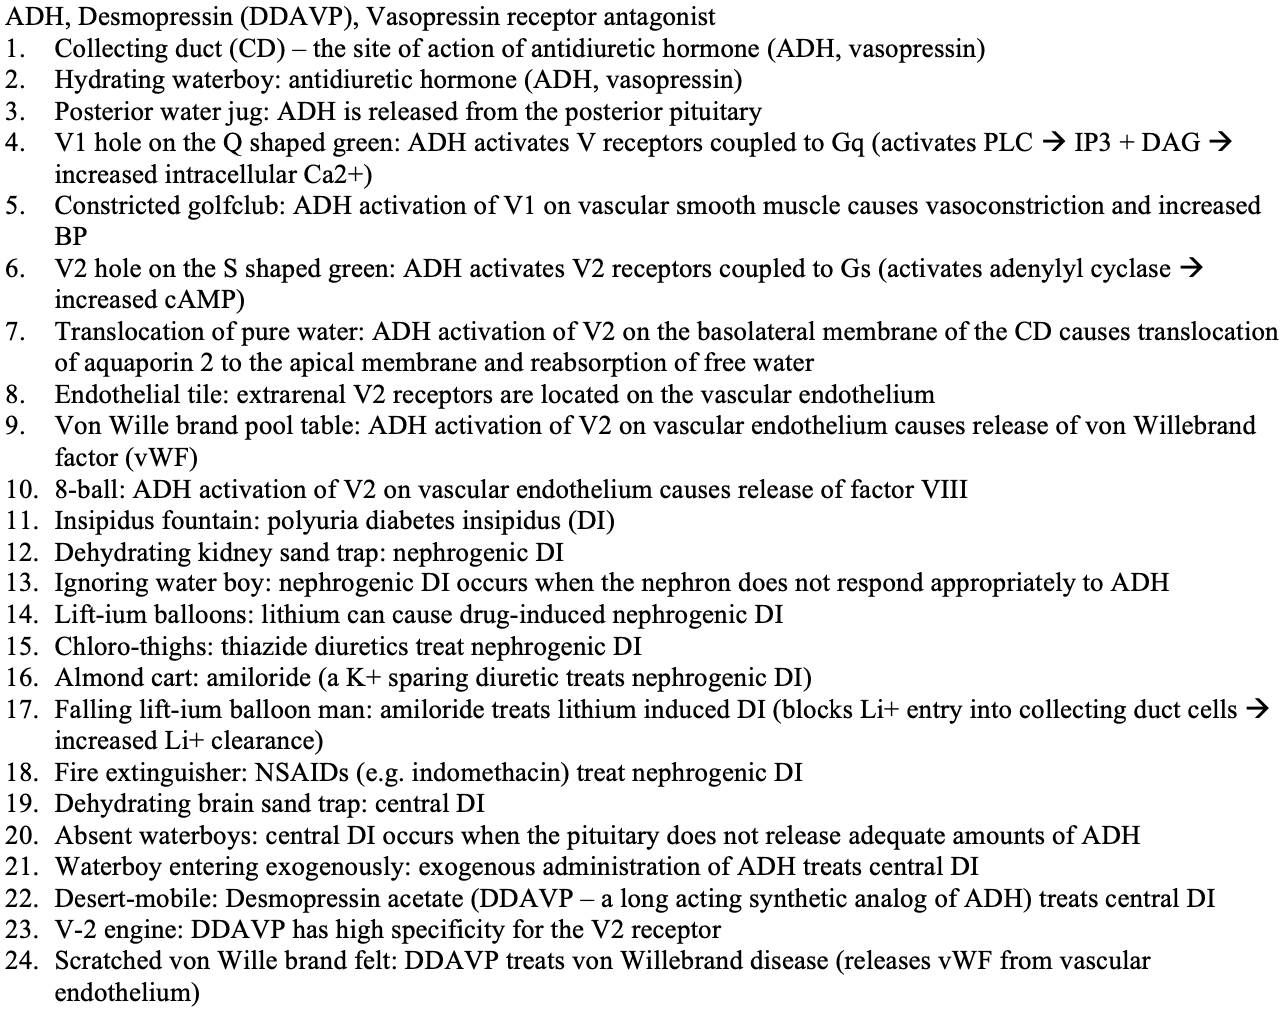 ADH, Desmopressin (DDAVP), Vasopressin receptor antagonist
1. Collecting duct (CD) – the site of action of antidiuretic hormone (ADH, vasopressin)
2. Hydrating waterboy: antidiuretic hormone (ADH, vasopressin)
3. Posterior water jug: ADH is released from the posterior pituitary
4. V1 hole on the Q shaped green: ADH activates V receptors coupled to Gq (activates PLC → IP3 + DAG →
increased intracellular Ca2+)
5. Constricted golfclub: ADH activation of V1 on vascular smooth muscle causes vasoconstriction and increased
BP
6. V2 hole on the S shaped green: ADH activates V2 receptors coupled to Gs (activates adenylyl cyclase →
increased cAMP)
7. Translocation of pure water: ADH activation of V2 on the basolateral membrane of the CD causes translocation
of aquaporin 2 to the apical membrane and reabsorption of free water
8. Endothelial tile: extrarenal V2 receptors are located on the vascular endothelium
9. Von Wille brand pool table: ADH activation of V2 on vascular endothelium causes release of von Willebrand
factor (vWF)
10. 8-ball: ADH activation of V2 on vascular endothelium causes release of factor VIII
11. Insipidus fountain: polyuria diabetes insipidus (DI)
12. Dehydrating kidney sand trap: nephrogenic DI
13. Ignoring water boy: nephrogenic DI occurs when the nephron does not respond appropriately to ADH
14. Lift-ium balloons: lithium can cause drug-induced nephrogenic DI
15. Chloro-thighs: thiazide diuretics treat nephrogenic DI
16. Almond cart: amiloride (a K+ sparing diuretic treats nephrogenic DI)
17. Falling lift-ium balloon man: amiloride treats lithium induced DI (blocks Li+ entry into collecting duct cells →
increased Li+ clearance)
18. Fire extinguisher: NSAIDs (e.g. indomethacin) treat nephrogenic DI
19. Dehydrating brain sand trap: central DI
20. Absent waterboys: central DI occurs when the pituitary does not release adequate amounts of ADH
21. Waterboy entering exogenously: exogenous administration of ADH treats central DI
22. Desert-mobile: Desmopressin acetate (DDAVP – a long acting synthetic analog of ADH) treats central DI
23. V-2 engine: DDAVP has high specificity for the V2 receptor
24. Scratched von Wille brand felt: DDAVP treats von Willebrand disease (releases vWF from vascular
endothelium)